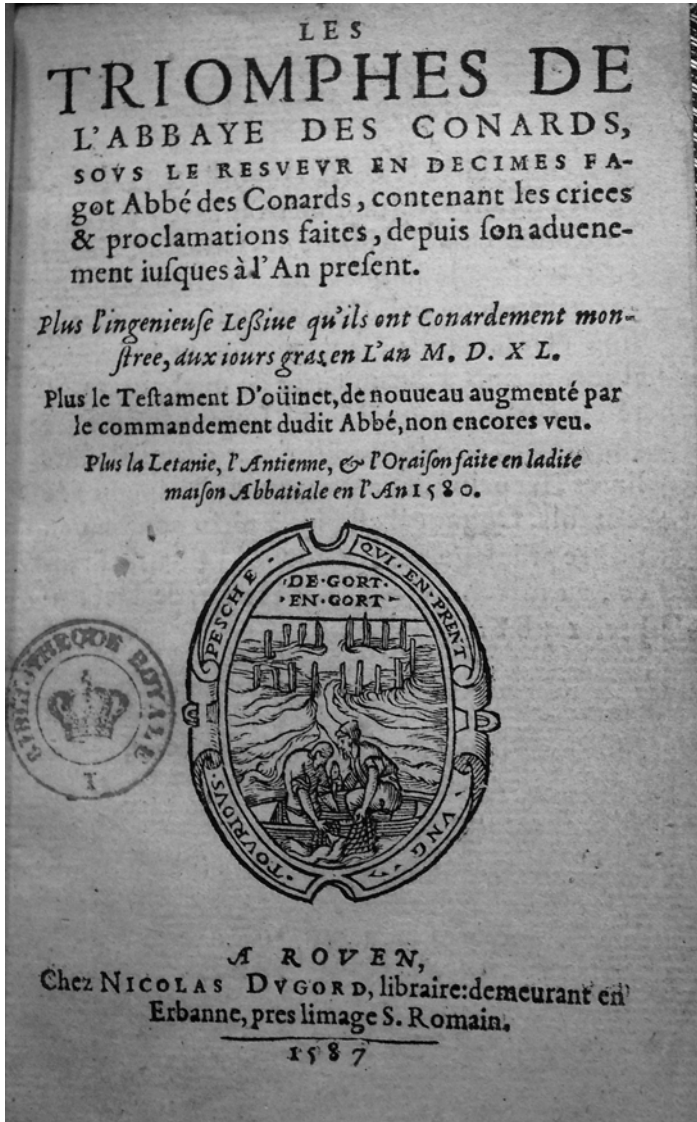 LES
TRIOMPHES DE
L'ABBAYE DES CONARDS,
SOVS LE RESVEVR EN DECIMES FA-
got Abbé des Conards, contenant les criees
& proclamations faites, depuis ſon aduene-
ment iuſques à l'An preſent.
Plus l'ingenieuſe Leſſiue qu'ils ont Conardement mon-
ſtree, aux iours gras, en L'an M. D. XL.
Plus le Teſtament D'oüinet, de nouueau augmenté par
le commandement dudit Abbé, non encores veu.
Plus la Letanie, l'Antienne, & l'Oraiſon faite en ladite
maiſon Abbatiale en l'An 1580.
PESCHE
QVI·EN·PRENT
·DE·GORT·
·EN·GORT-
VNG
·TOVRIOVS·
BIBLIOTHEQUE ROYALE
I
A ROVEN,
Chez NICOLAS DVGORD, libraire: demeurant en
Erbanne, pres limage S. Romain.
1587